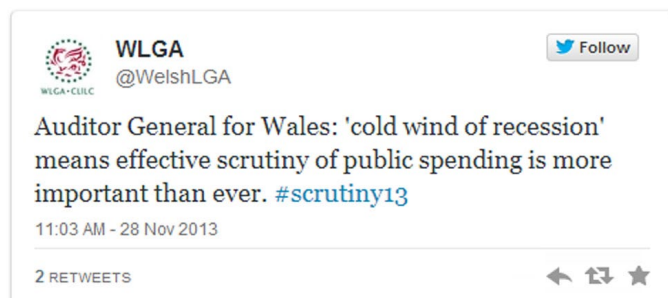 WLGA
@WelshLGA
Follow
WLGA•CLILC
Auditor General for Wales: 'cold wind of recession'
means effective scrutiny of public spending is more
important than ever. #scrutiny13
11:03 AM - 28 Nov 2013
2 RETWEETS